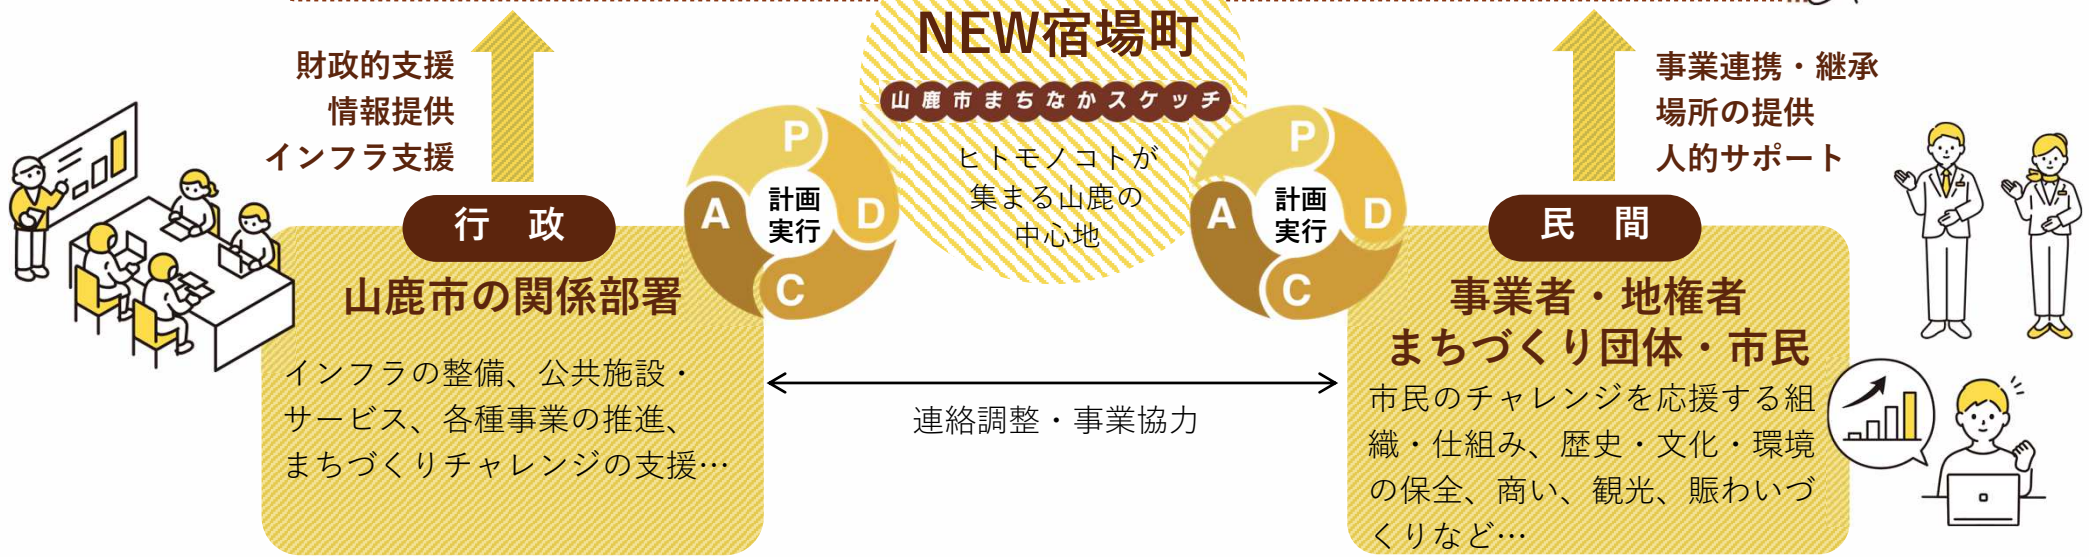 NEW宿場町
山鹿市まちなかスケッチ
ヒトモノコトが
集まる山鹿の
中心地
財政的支援
情報提供
インフラ支援
行　政
山鹿市の関係部署
インフラの整備、公共施設・
サービス、各種事業の推進、
まちづくりチャレンジの支援…
P
D
C
A
計画
実行
連絡調整・事業協力
P
D
C
A
計画
実行
事業連携・継承
場所の提供
人的サポート
民　間
事業者・地権者
まちづくり団体・市民
市民のチャレンジを応援する組
織・仕組み、歴史・文化・環境
の保全、商い、観光、賑わいづ
くりなど…